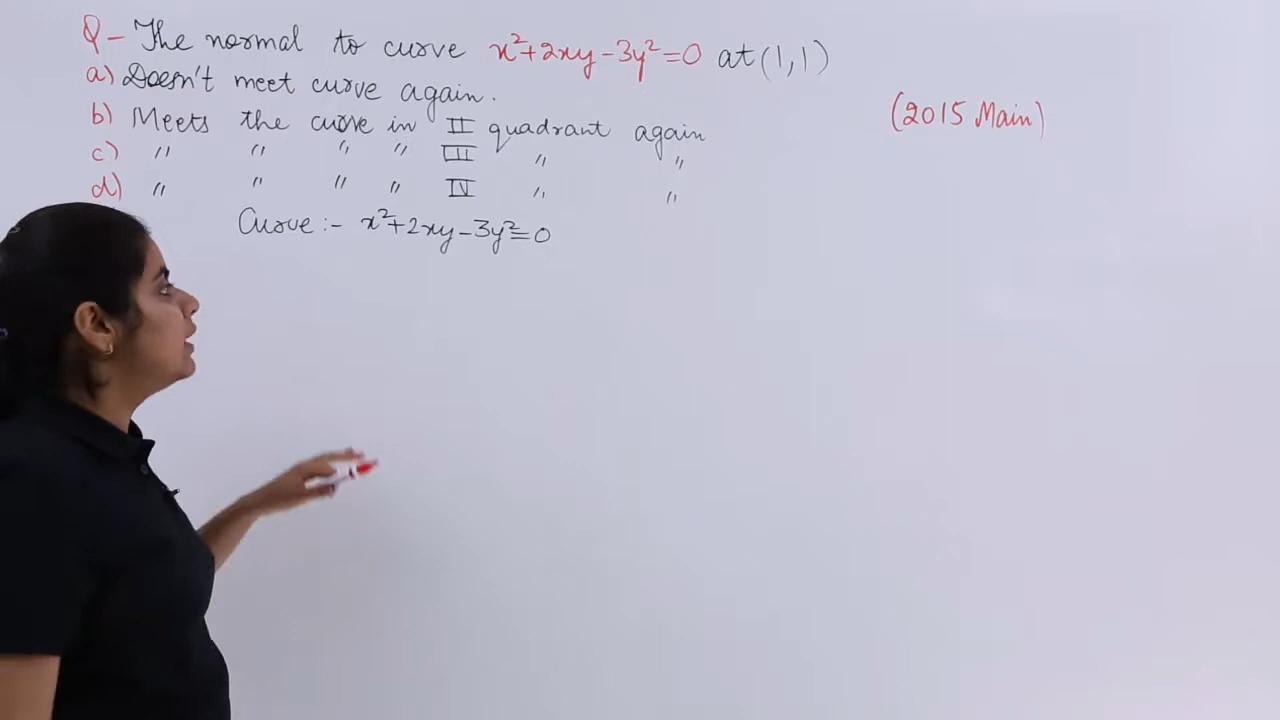 Q- The normal to curve x²+2xy-3y²=0 at (1,1)
a) Doesn't meet curve again.
b) Meets the curve in II quadrant again
(2015 Main)
c) " " " " III " "
d) " " " " IV " "
Curve :- x²+2xy-3y²=0